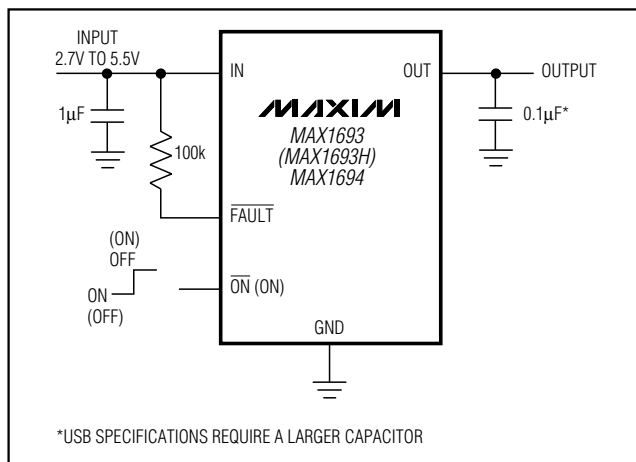 INPUT
2.7V TO 5.5V
IN
OUT
OUTPUT
1µF
MAXIM
0.1µF*
MAX1693
(MAX1693H)
MAX1694
100k
FAULT
(ON)
OFF
ON
(OFF)
ON (ON)
GND
*USB SPECIFICATIONS REQUIRE A LARGER CAPACITOR